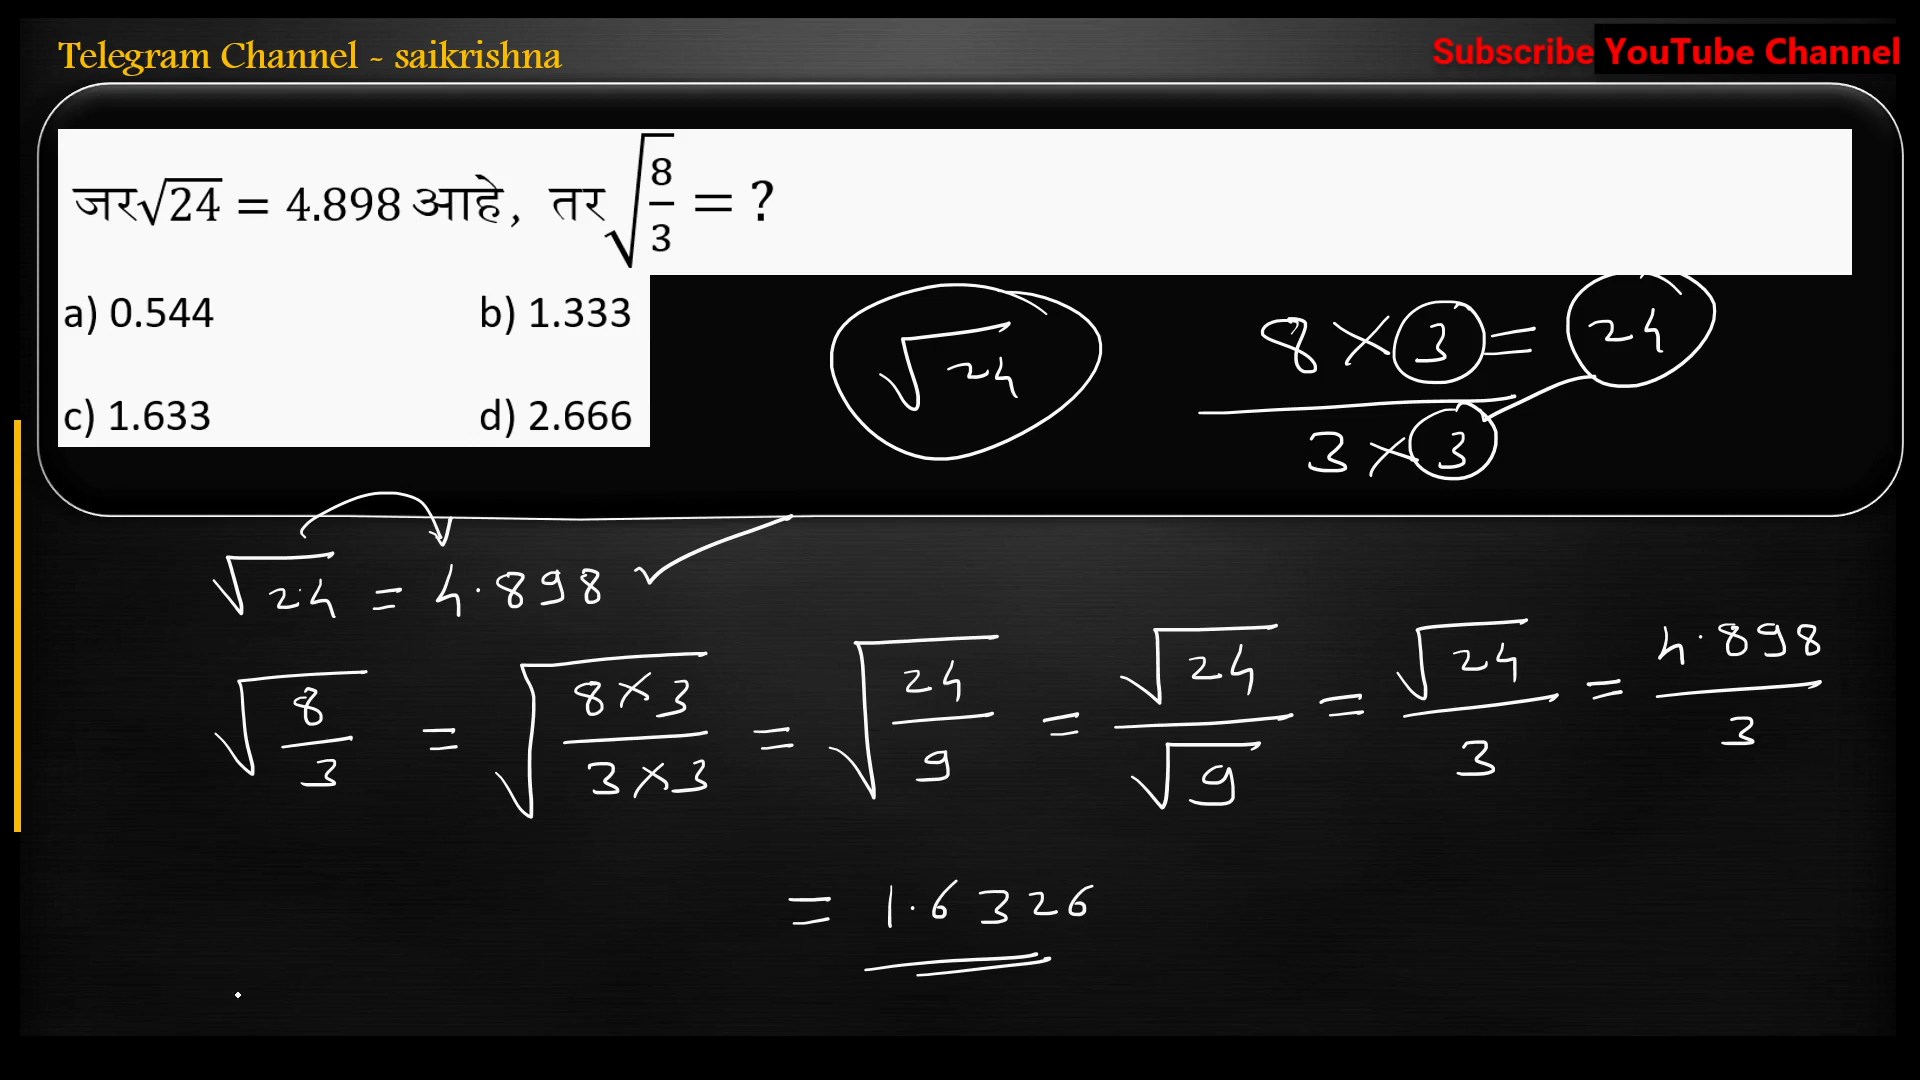 Telegram Channel - saikrishna
Subscribe YouTube Channel
जर √24 = 4.898 आहे, तर √(8/3) = ?
a) 0.544 b) 1.333
c) 1.633 d) 2.666
√24
8 × 3 = 24
3 × 3
√24 = 4.898 ✓
√(8/3) = √((8×3)/(3×3)) = √(24/9) = √24/√9 = √24/3 = 4.898/3
= 1.6326